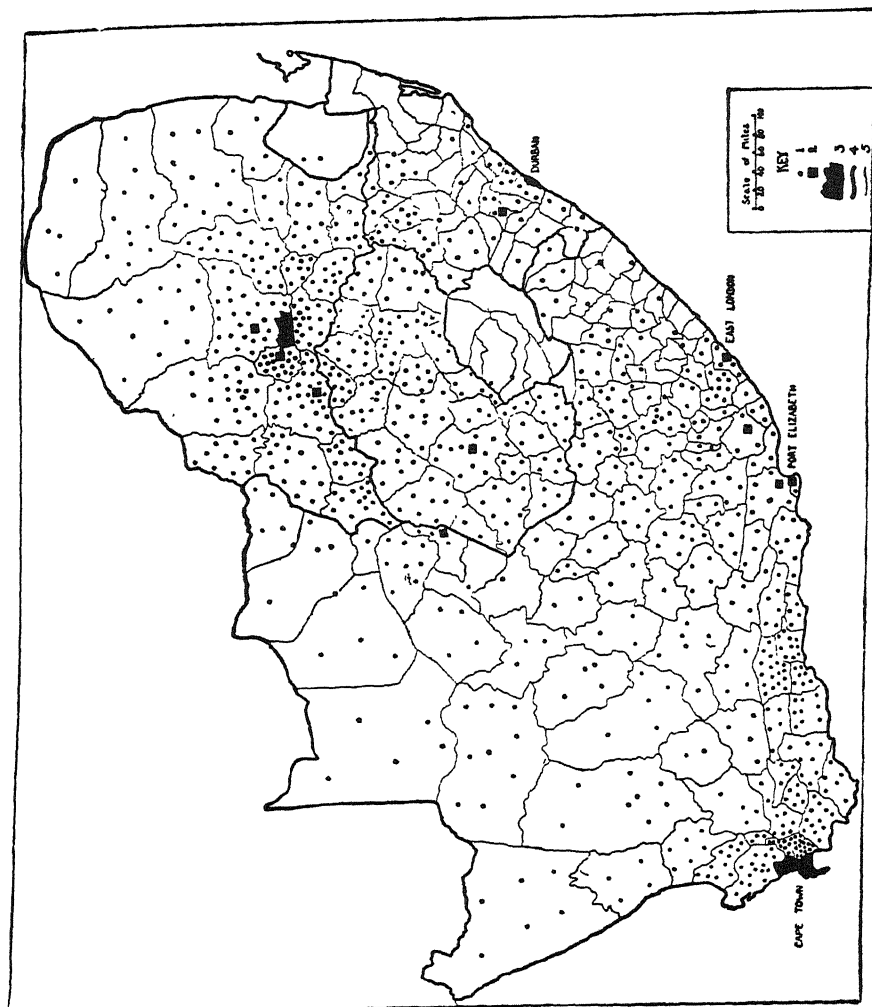 DURBAN
EAST LONDON
PORT ELIZABETH
CAPE TOWN
Scale of Miles
KEY
1
2
3
4
5